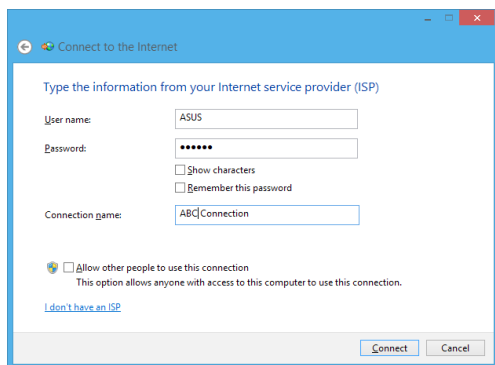 Connect to the Internet
Type the information from your Internet service provider (ISP)
User name:
ASUS
Password:
••••••
Show characters
Remember this password
Connection name:
ABC Connection
Allow other people to use this connection
This option allows anyone with access to this computer to use this connection.
I don't have an ISP
Connect
Cancel